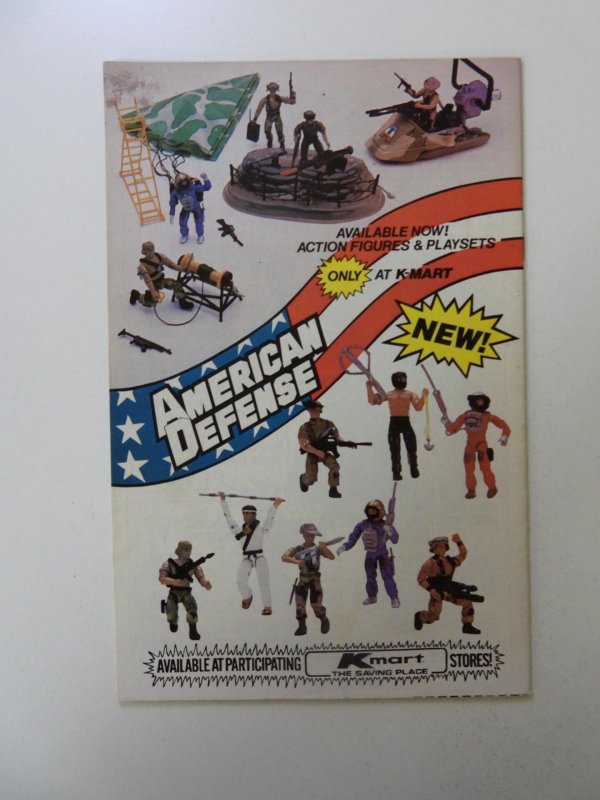 AVAILABLE NOW!
ACTION FIGURES & PLAYSETS
ONLY AT K-MART
NEW!
AMERICAN
DEFENSE
AVAILABLE AT PARTICIPATING Kmart STORES!
THE SAVING PLACE